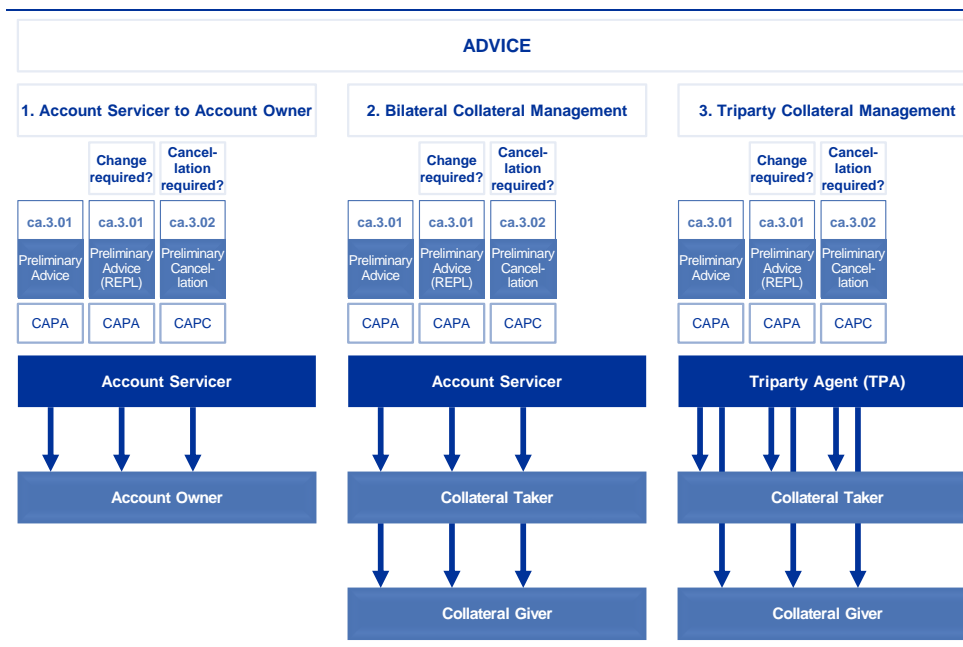 ADVICE
1. Account Servicer to Account Owner
Change
required?
Cancel-
lation
required?
ca.3.01
ca.3.01
ca.3.02
Preliminary
Advice
Preliminary
Advice
(REPL)
Preliminary
Cancel-
lation
CAPA
CAPA
CAPC
Account Servicer
Account Owner
2. Bilateral Collateral Management
Change
required?
Cancel-
lation
required?
ca.3.01
ca.3.01
ca.3.02
Preliminary
Advice
Preliminary
Advice
(REPL)
Preliminary
Cancel-
lation
CAPA
CAPA
CAPC
Account Servicer
Collateral Taker
Collateral Giver
3. Triparty Collateral Management
Change
required?
Cancel-
lation
required?
ca.3.01
ca.3.01
ca.3.02
Preliminary
Advice
Preliminary
Advice
(REPL)
Preliminary
Cancel-
lation
CAPA
CAPA
CAPC
Triparty Agent (TPA)
Collateral Taker
Collateral Giver